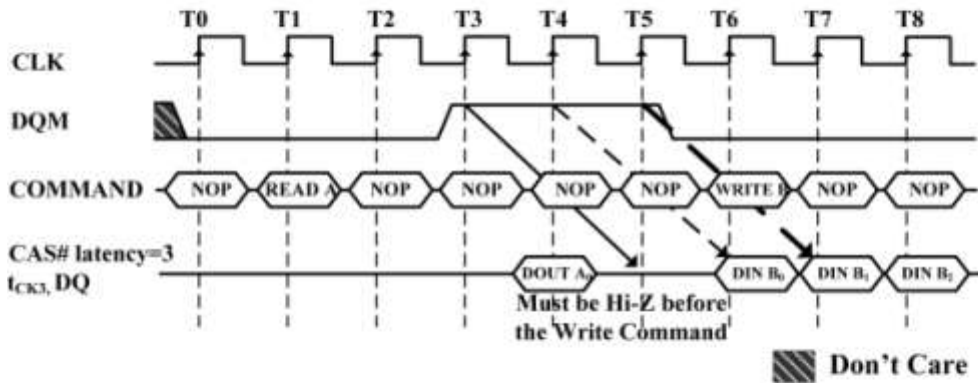 T0 T1 T2 T3 T4 T5 T6 T7 T8
CLK
DQM
COMMAND NOP READ A NOP NOP NOP NOP WRITE B NOP NOP
CAS# latency=3
tCK3, DQ DOUT A0 DIN B0 DIN B1 DIN B2
Must be Hi-Z before
the Write Command
Don't Care